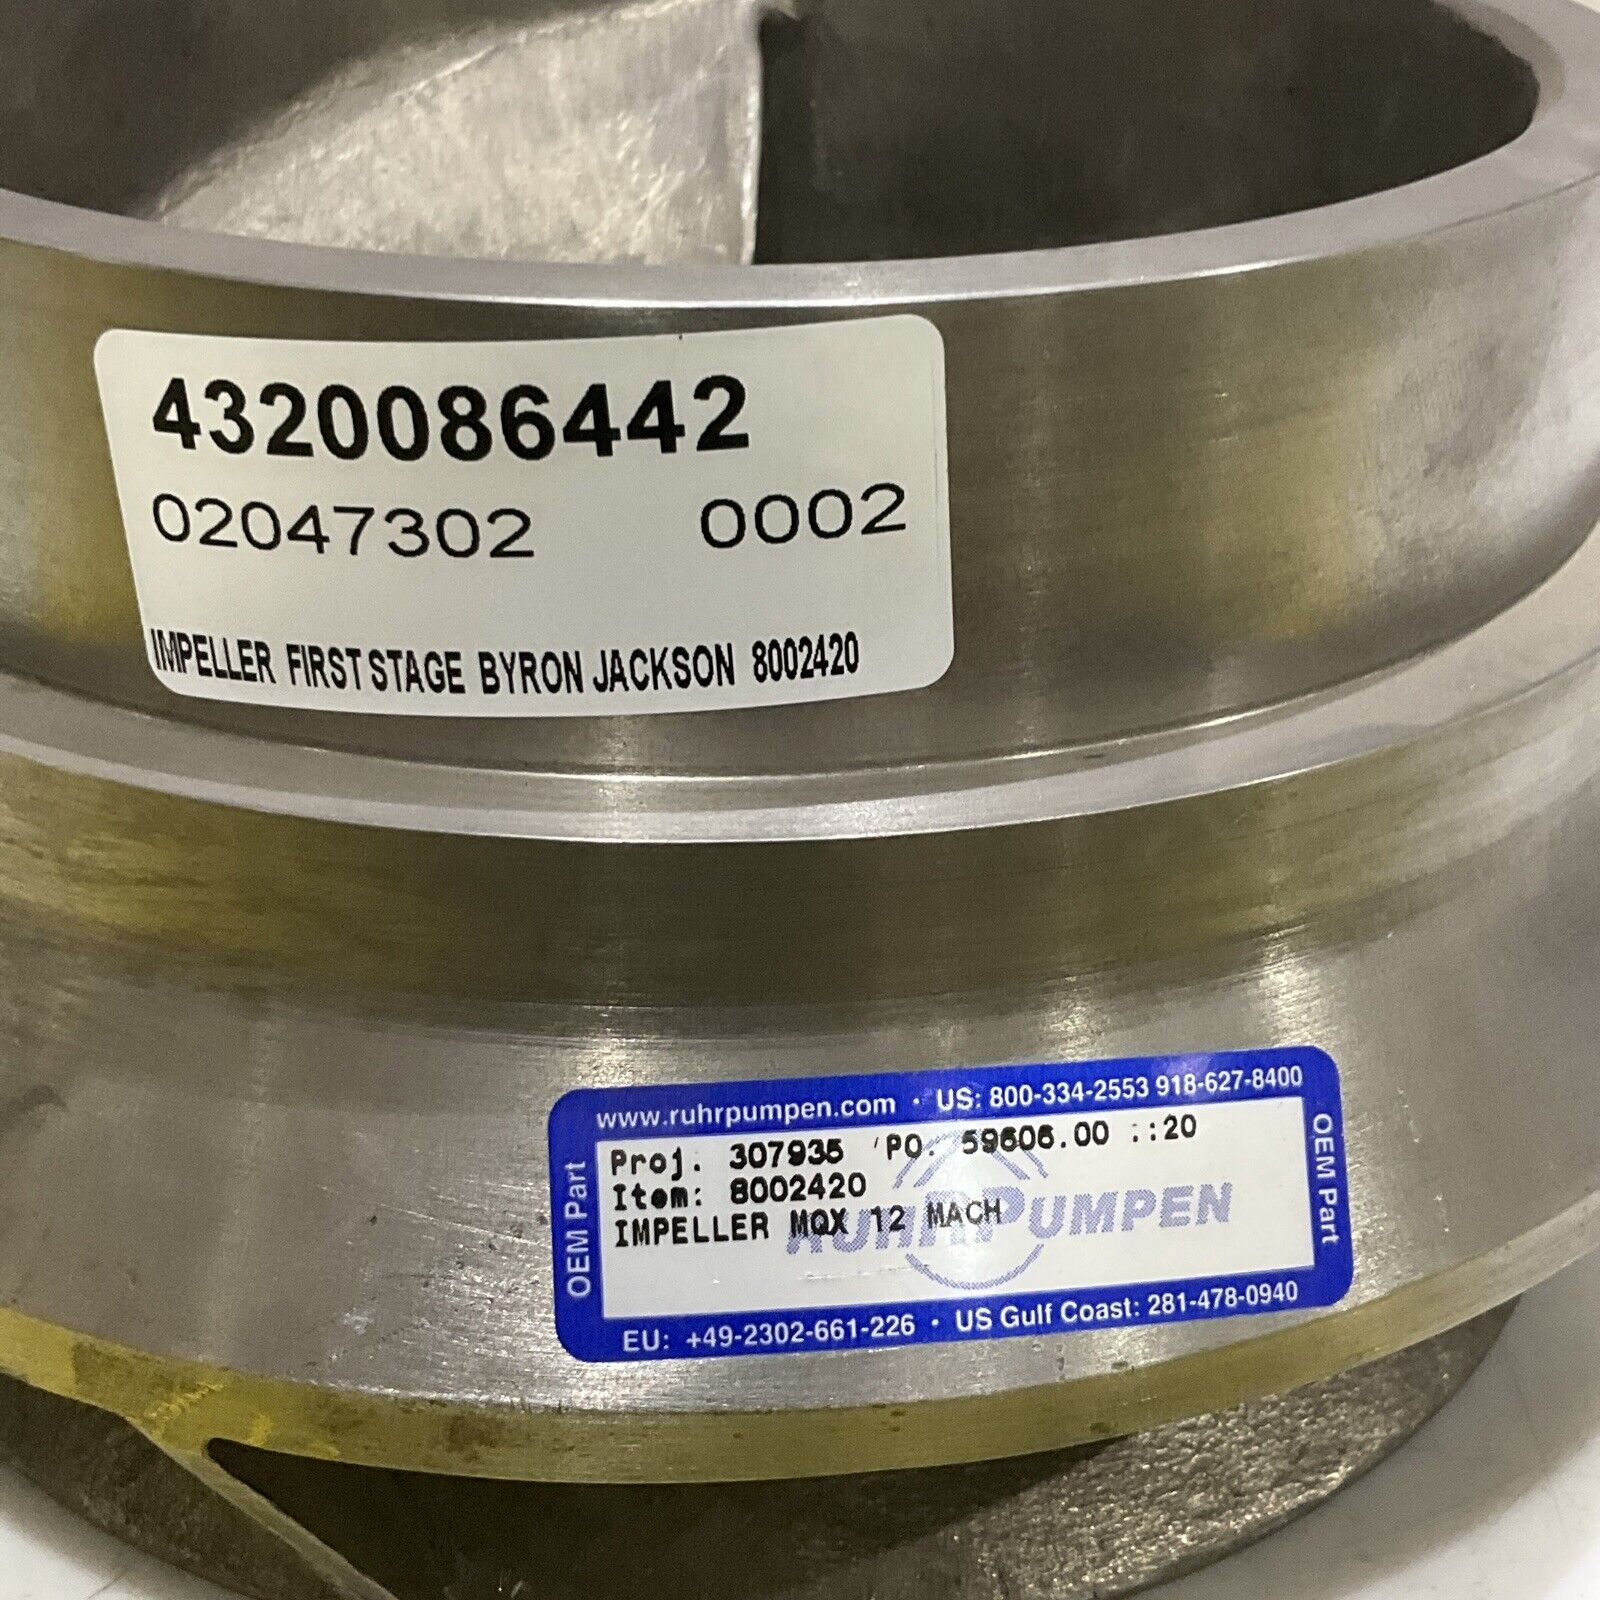 4320086442
02047302 0002
IMPELLER FIRST STAGE BYRON JACKSON 8002420
www.ruhrpumpen.com · US: 800-334-2553 918-627-8400
OEM Part
Proj. 307935 PO. 59606.00 ::20
Item: 8002420
IMPELLER MQX 12 MACH
RUHRPUMPEN
OEM Part
EU: +49-2302-661-226 · US Gulf Coast: 281-478-0940